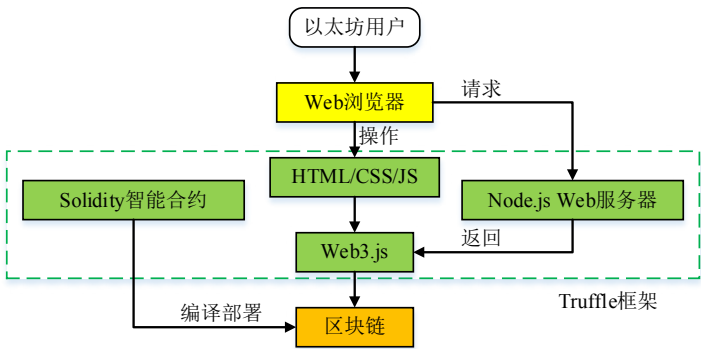 以太坊用户
Web浏览器
请求
操作
HTML/CSS/JS
Solidity智能合约
Node.js Web服务器
返回
Web3.js
Truffle框架
编译部署
区块链